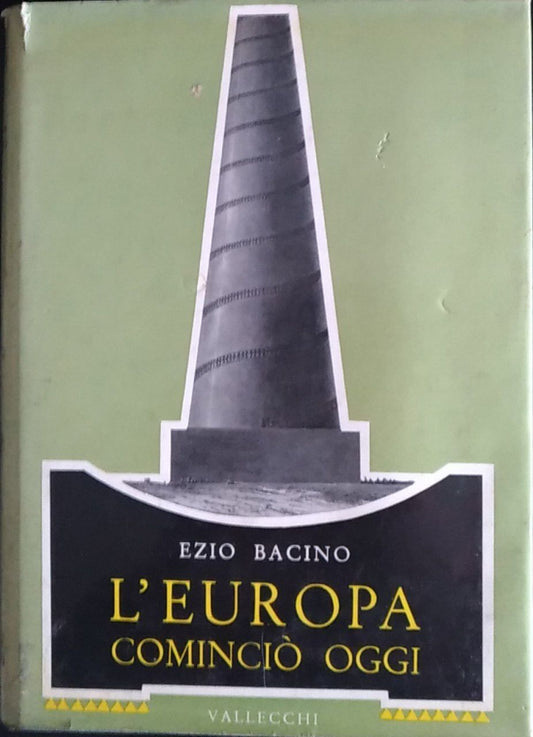 EZIO BACINO
L'EUROPA
COMINCIÒ OGGI
VALLECCHI